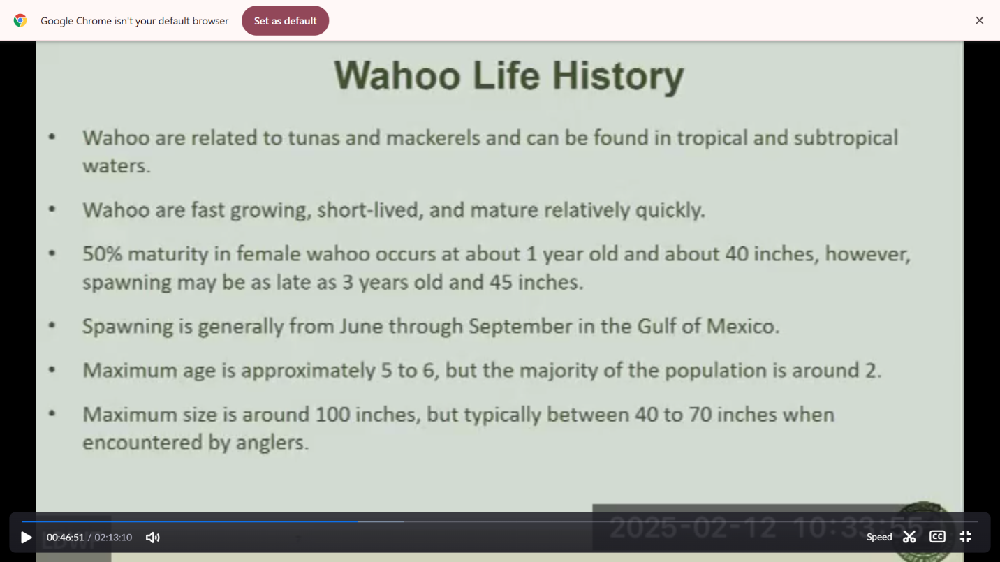 Google Chrome isn't your default browser Set as default
Wahoo Life History
• Wahoo are related to tunas and mackerels and can be found in tropical and subtropical
waters.
• Wahoo are fast growing, short-lived, and mature relatively quickly.
• 50% maturity in female wahoo occurs at about 1 year old and about 40 inches, however,
spawning may be as late as 3 years old and 45 inches.
• Spawning is generally from June through September in the Gulf of Mexico.
• Maximum age is approximately 5 to 6, but the majority of the population is around 2.
• Maximum size is around 100 inches, but typically between 40 to 70 inches when
encountered by anglers.
2025-02-12 10:33:55
00:46:51 / 02:13:10 Speed CC